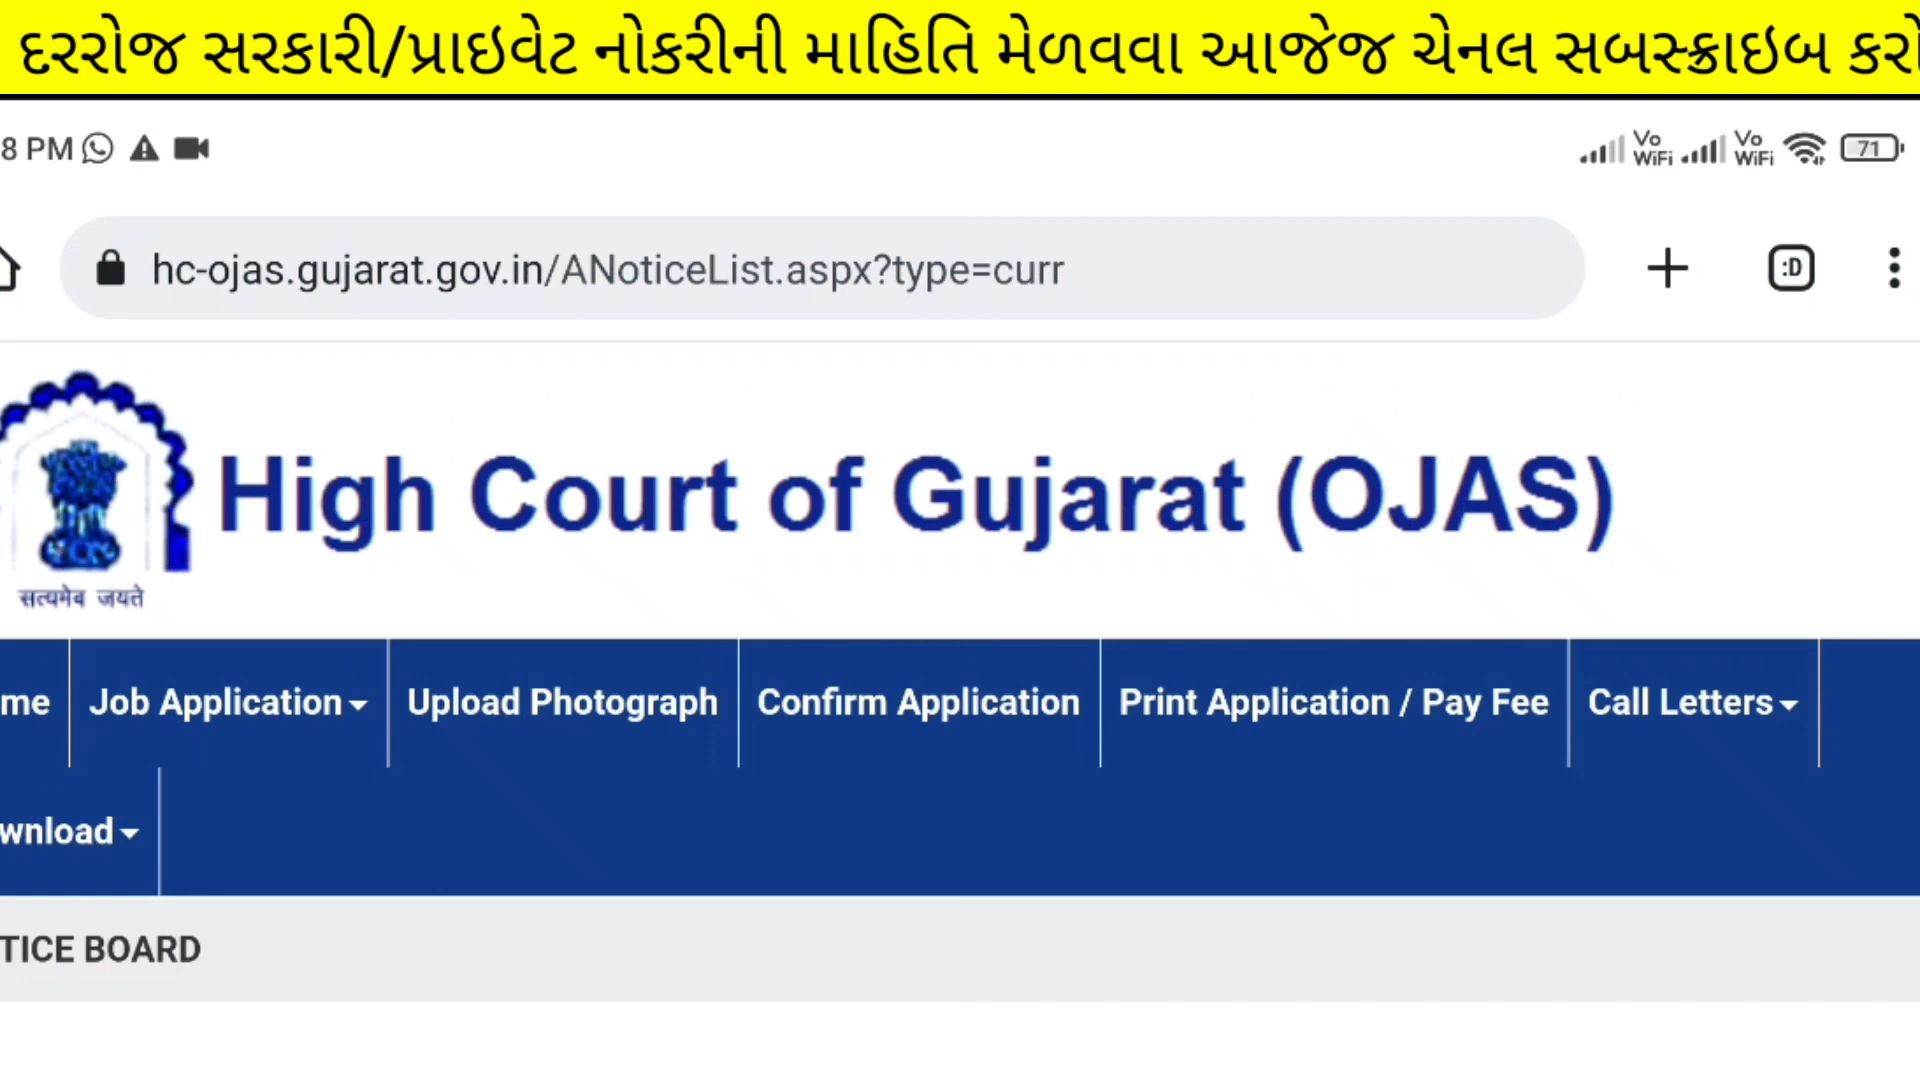 દરરોજ સરકારી/પ્રાઇવેટ નોકરીની માહિતિ મેળવવા આજેજ ચેનલ સબસ્ક્રાઇબ કરો
8 PM
Vo WiFi Vo WiFi 71
hc-ojas.gujarat.gov.in/ANoticeList.aspx?type=curr
:D
High Court of Gujarat (OJAS)
सत्यमेव जयते
me Job Application Upload Photograph Confirm Application Print Application / Pay Fee Call Letters
wnload
TICE BOARD